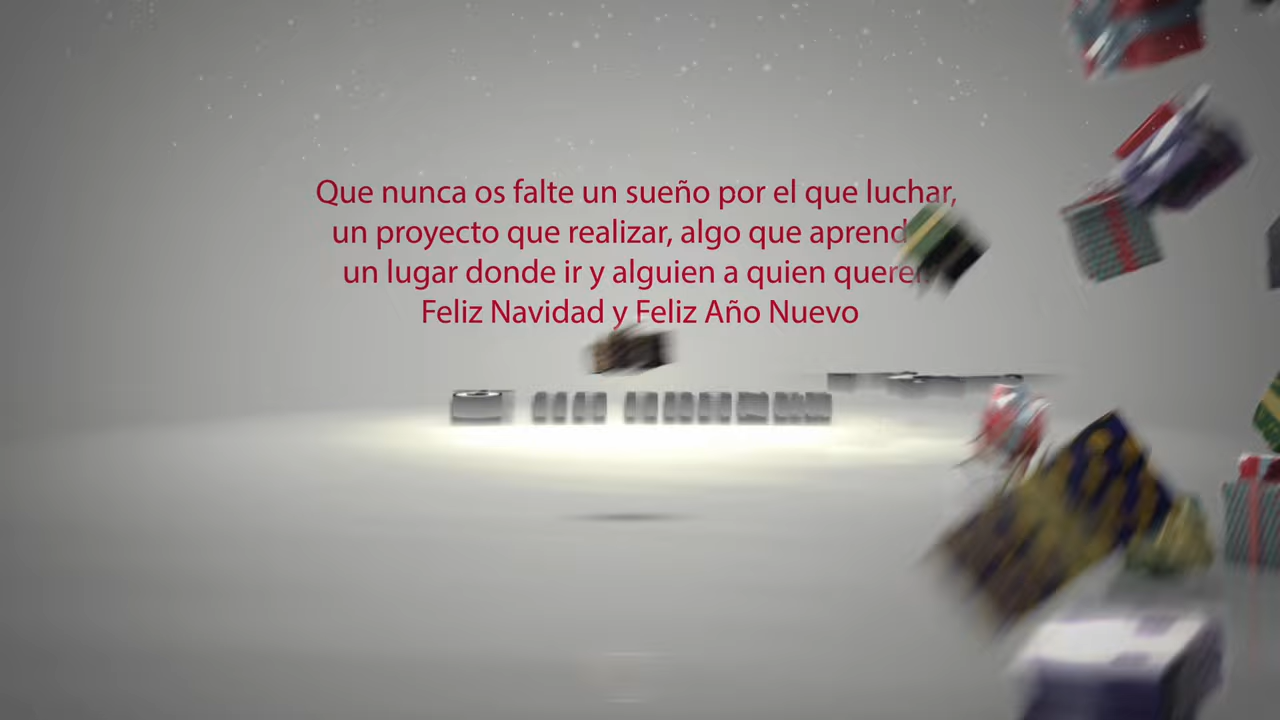 Que nunca os falte un sueño por el que luchar,
un proyecto que realizar, algo que
un lugar donde ir y alguien a quien
Feliz Navidad y Feliz Año Nuevo